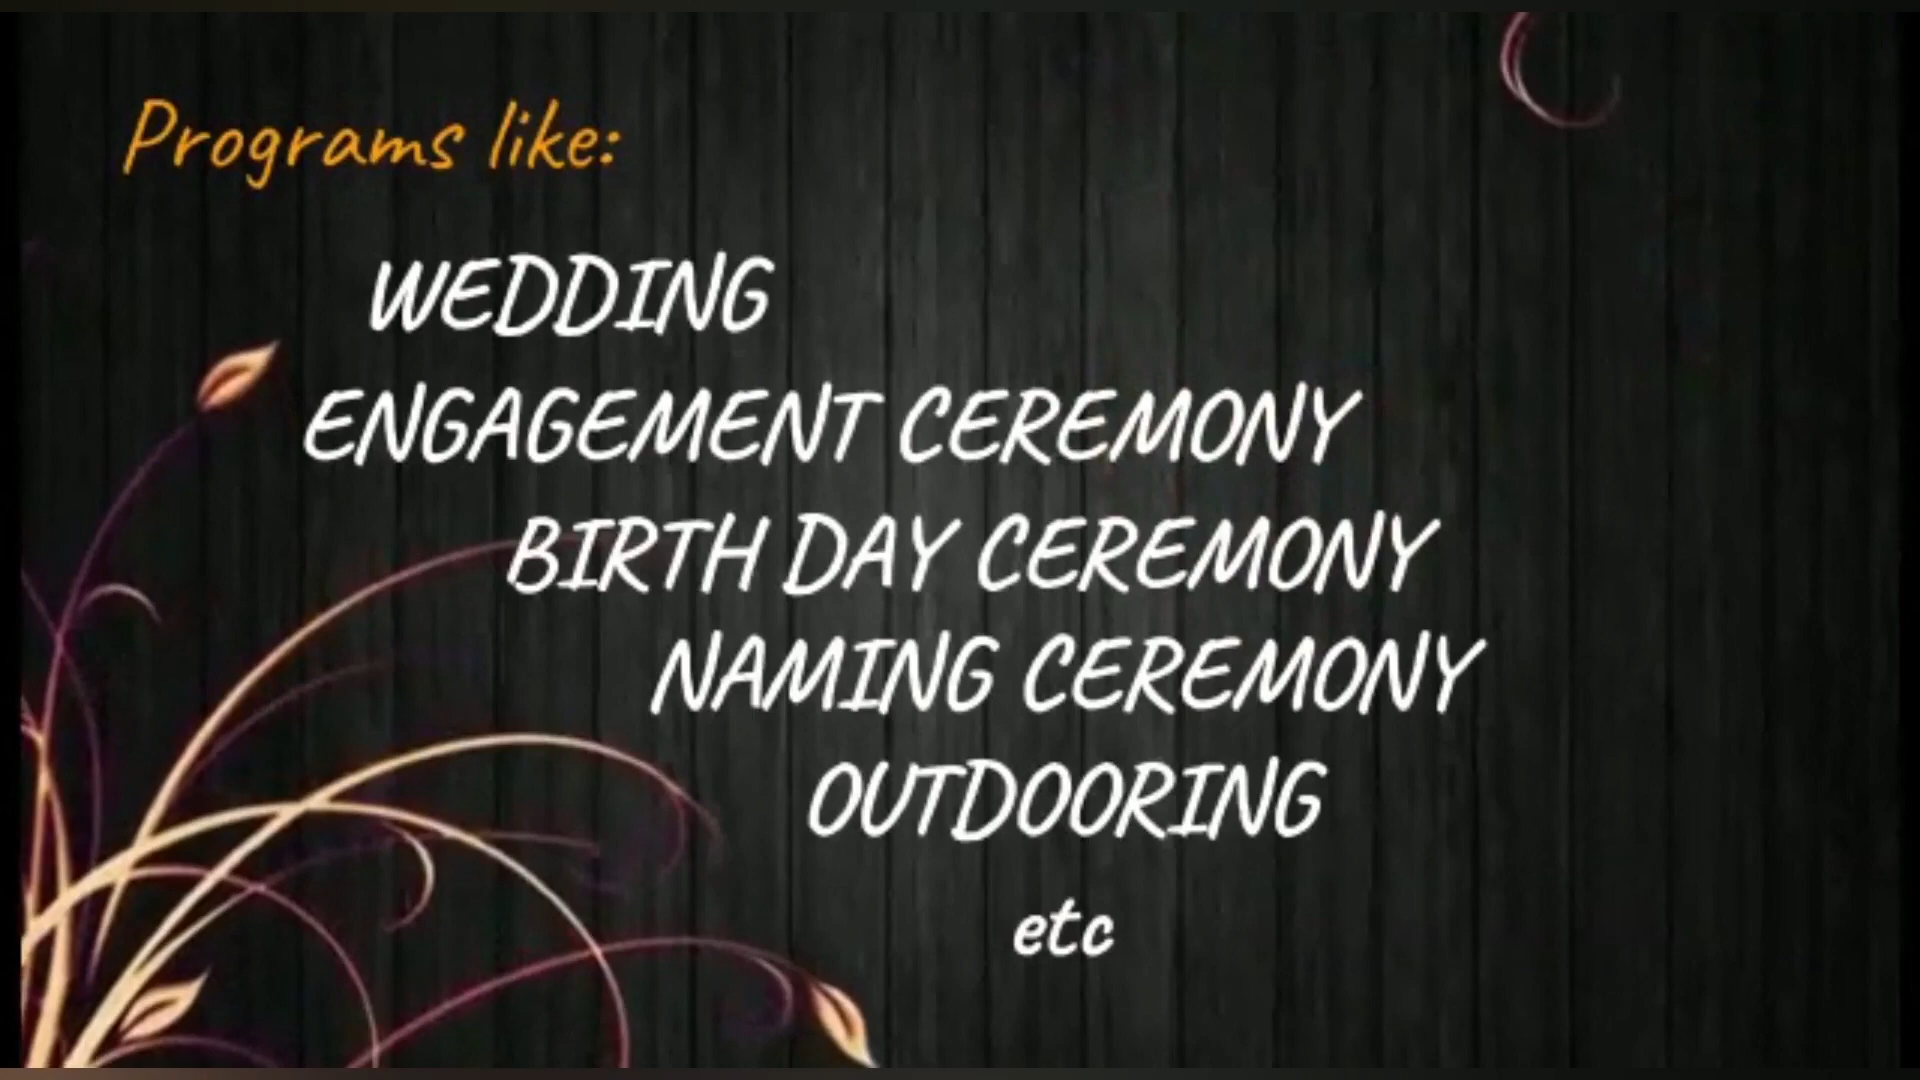 Programs like:
WEDDING
ENGAGEMENT CEREMONY
BIRTH DAY CEREMONY
NAMING CEREMONY
OUTDOORING
etc